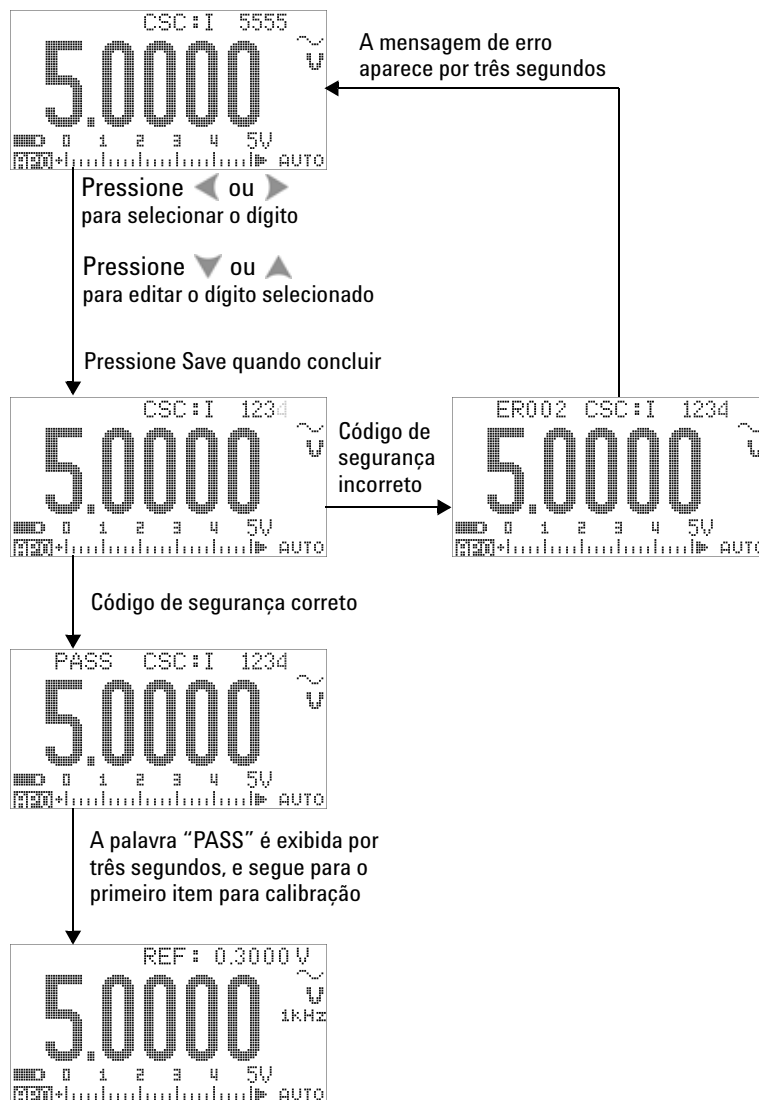 CSC:I 5555
5.0000
0 1 2 3 4 5V
AUTO
A mensagem de erro
aparece por três segundos
Pressione ou
para selecionar o dígito
Pressione ou
para editar o dígito selecionado
Pressione Save quando concluir
CSC:I 1234
5.0000
0 1 2 3 4 5V
AUTO
Código de
segurança
incorreto
ER002 CSC:I 1234
5.0000
0 1 2 3 4 5V
AUTO
Código de segurança correto
PASS CSC:I 1234
5.0000
0 1 2 3 4 5V
AUTO
A palavra “PASS” é exibida por
três segundos, e segue para o
primeiro item para calibração
REF: 0.3000 V
5.0000
1kHz
0 1 2 3 4 5V
AUTO